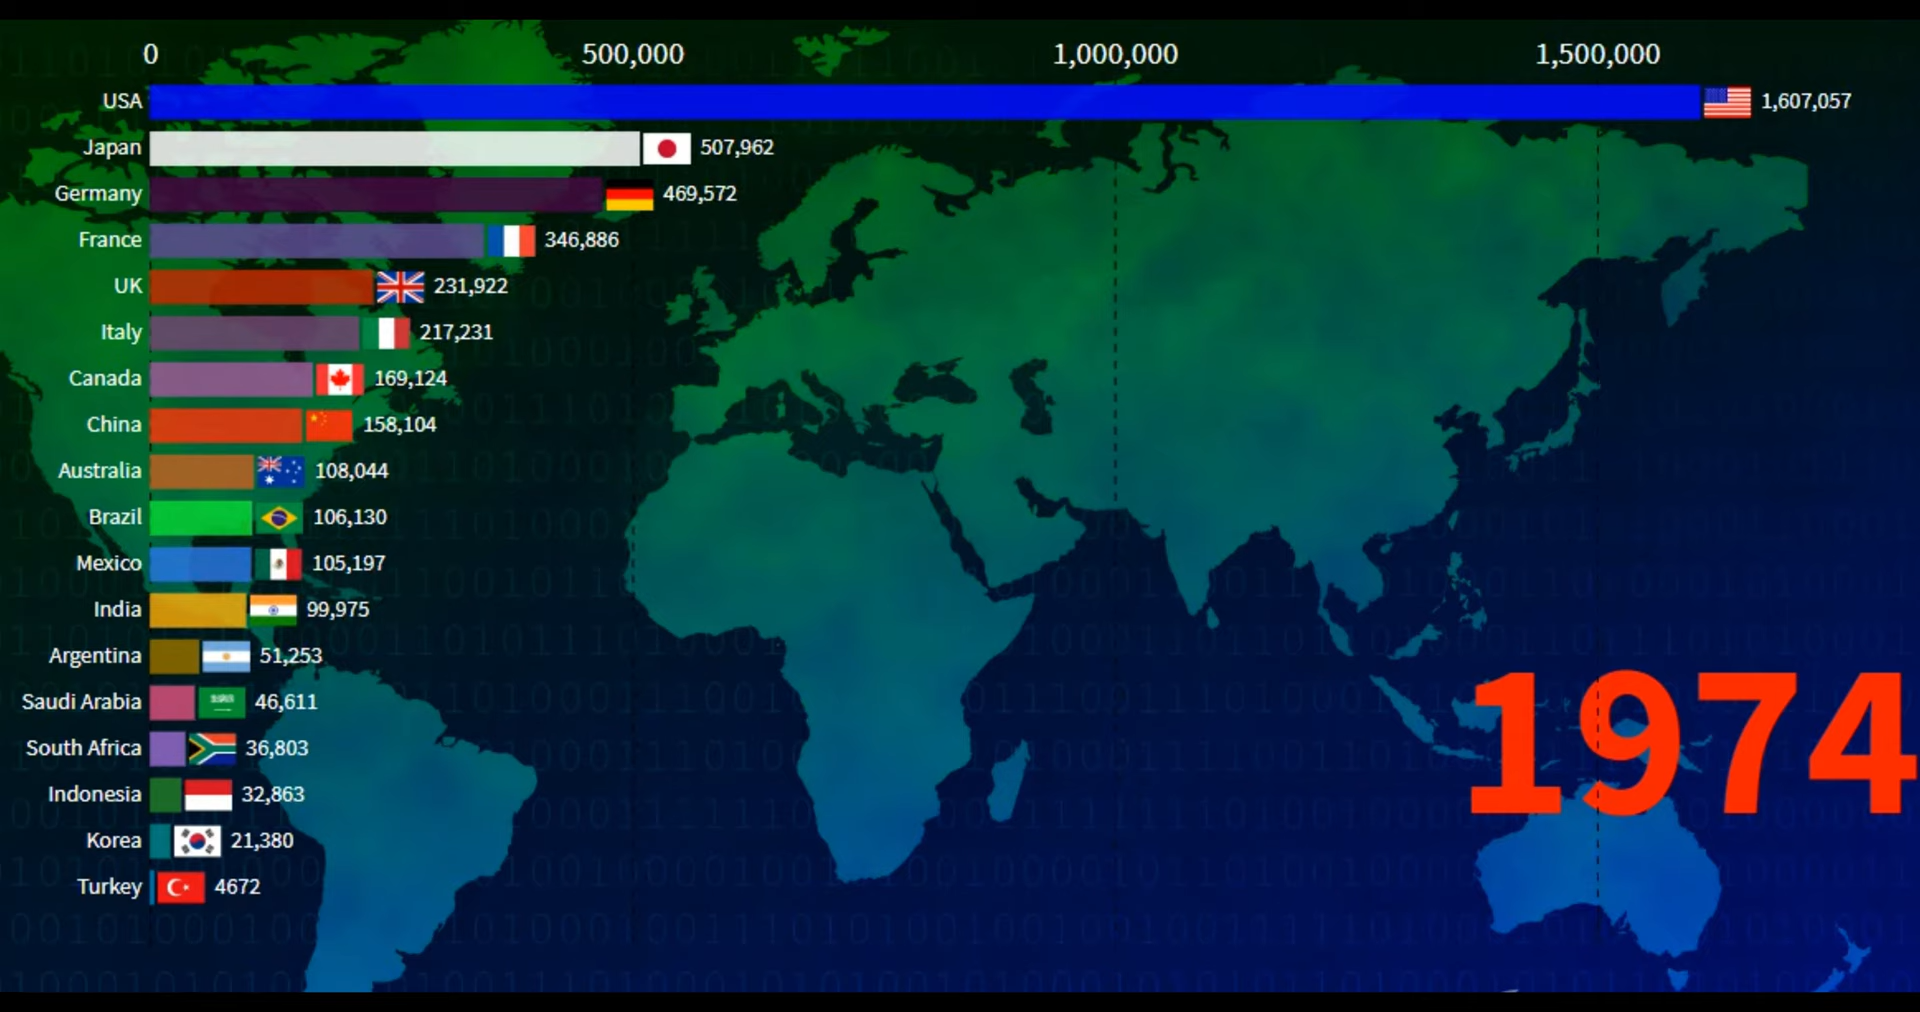 0 500,000 1,000,000 1,500,000
USA 1,607,057
Japan 507,962
Germany 469,572
France 346,886
UK 231,922
Italy 217,231
Canada 169,124
China 158,104
Australia 108,044
Brazil 106,130
Mexico 105,197
India 99,975
Argentina 51,253
Saudi Arabia 46,611
South Africa 36,803
Indonesia 32,863
Korea 21,380
Turkey 4672
1974